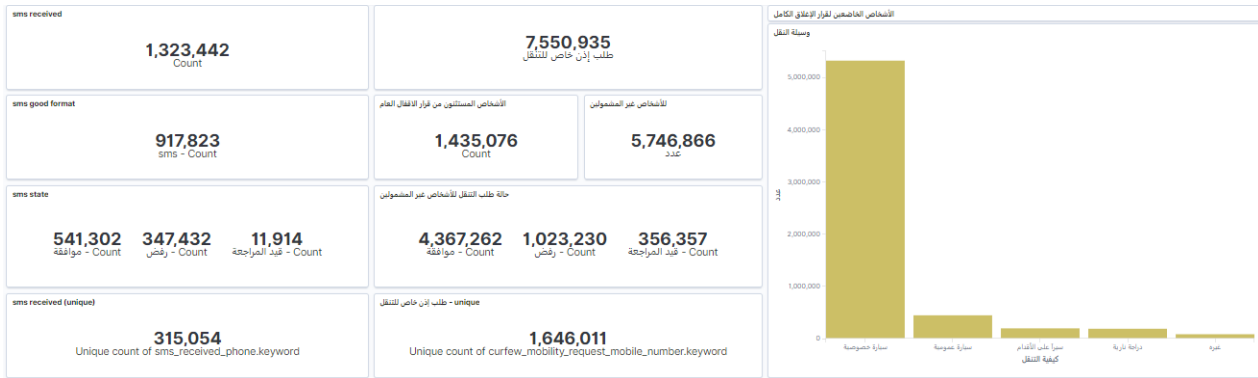 sms received
1,323,442
Count
7,550,935
طلب إذن خاص للتنقل
sms good format
917,823
sms - Count
الأشخاص المستثنون من قرار الاقفال العام
1,435,076
Count
للأشخاص غير المشمولين
5,746,866
عدد
sms state
541,302
موافقة - Count
347,432
رفض - Count
11,914
قيد المراجعة - Count
حالة طلب التنقل للأشخاص غير المشمولين
4,367,262
موافقة - Count
1,023,230
رفض - Count
356,357
قيد المراجعة - Count
sms received (unique)
315,054
Unique count of sms_received_phone.keyword
طلب إذن خاص للتنقل - unique
1,646,011
Unique count of curfew_mobility_request_mobile_number.keyword
الأشخاص الخاضعين لقرار الإغلاق الكامل
وسيلة النقل
5,000,000
4,000,000
3,000,000
2,000,000
1,000,000
0
عدد
سيارة خصوصية
سيارة عمومية
سيراً على الأقدام
دراجة نارية
غيره
كيفية التنقل